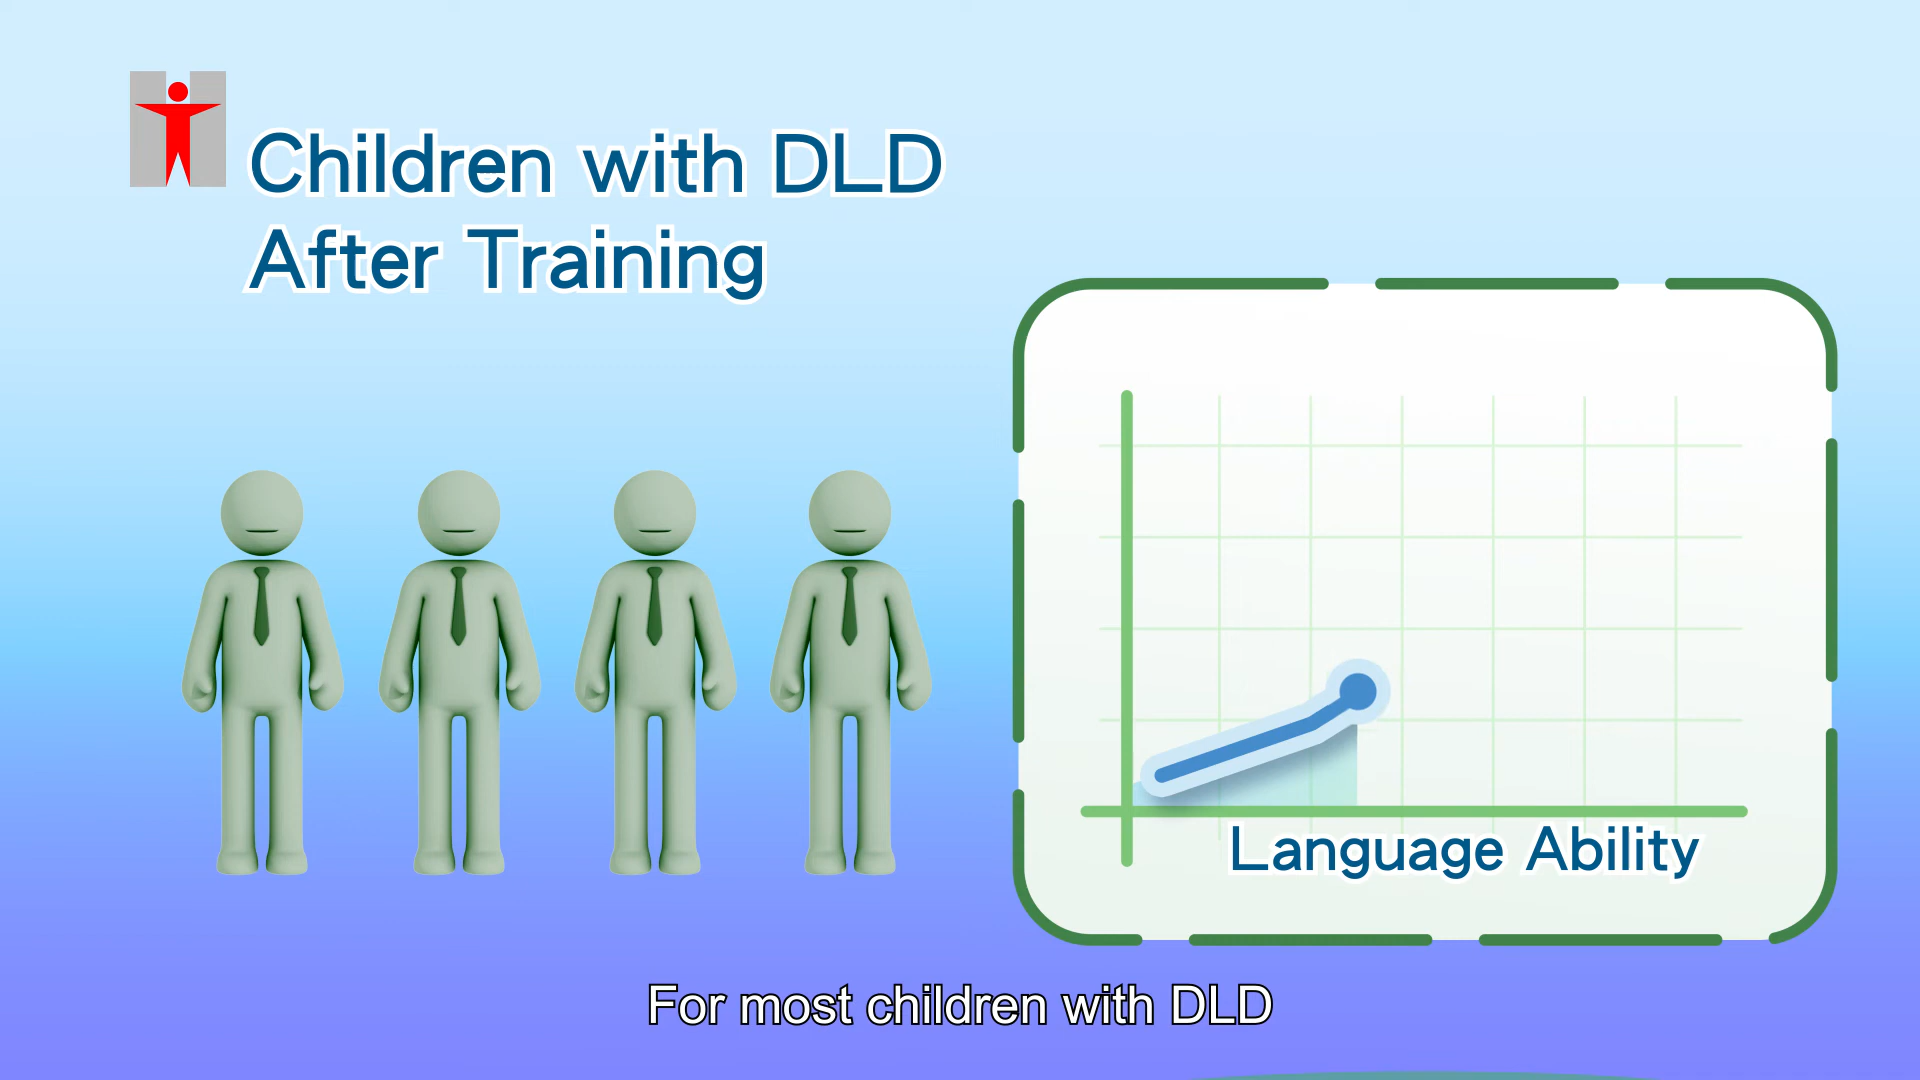 Children with DLD
After Training
Language Ability
For most children with DLD